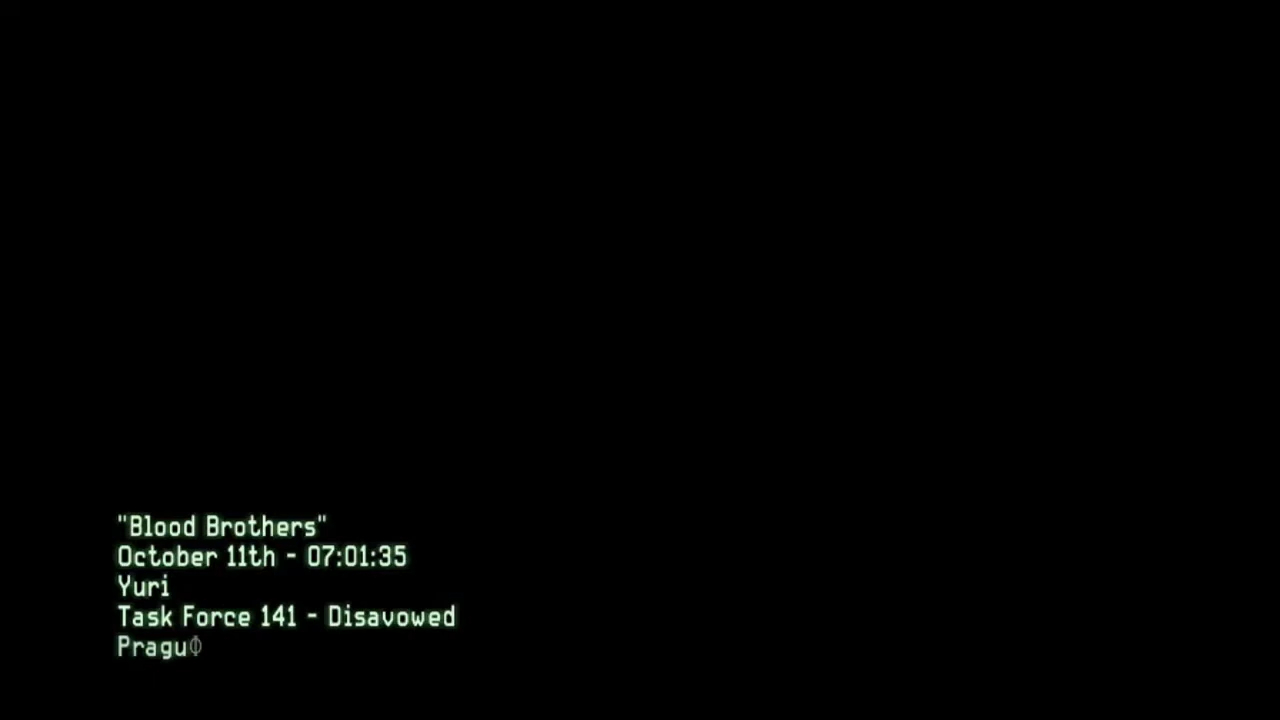 "Blood Brothers"
October 11th - 07:01:35
Yuri
Task Force 141 - Disavowed
Pragu